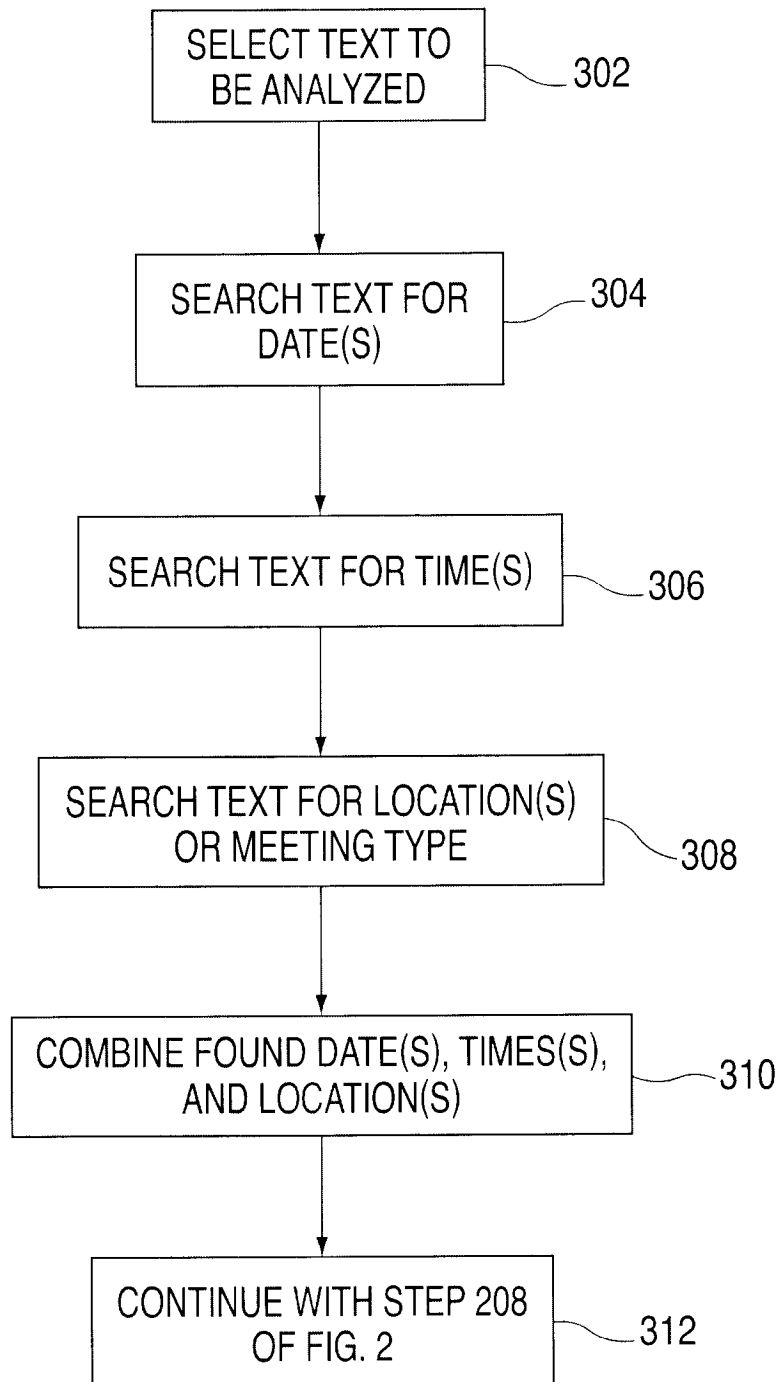 SELECT TEXT TO
BE ANALYZED
302
SEARCH TEXT FOR
DATE(S)
304
SEARCH TEXT FOR TIME(S)
306
SEARCH TEXT FOR LOCATION(S)
OR MEETING TYPE
308
COMBINE FOUND DATE(S), TIMES(S),
AND LOCATION(S)
310
CONTINUE WITH STEP 208
OF FIG. 2
312